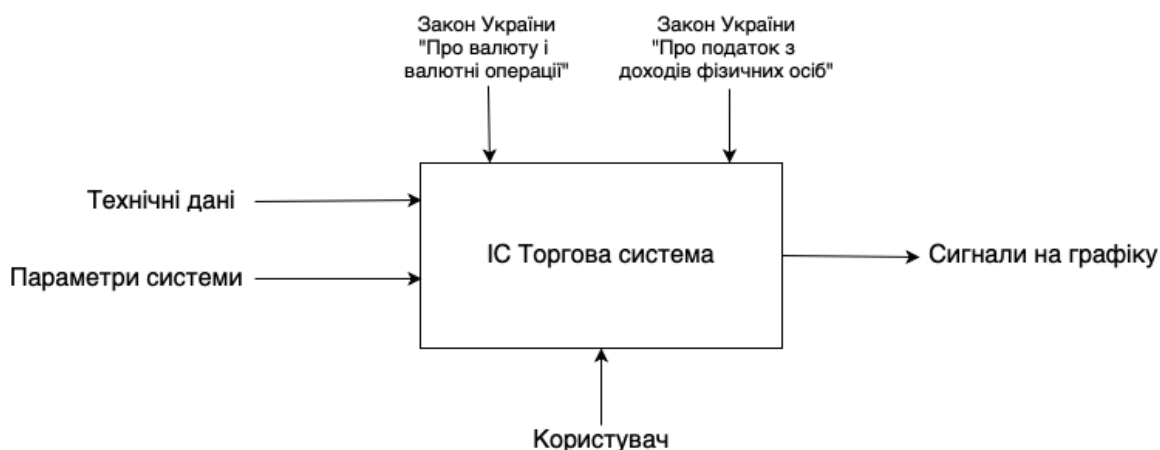 Закон України
"Про валюту і
валютні операції"
Закон України
"Про податок з
доходів фізичних осіб"
Технічні дані
Параметри системи
ІС Торгова система
Сигнали на графіку
Користувач